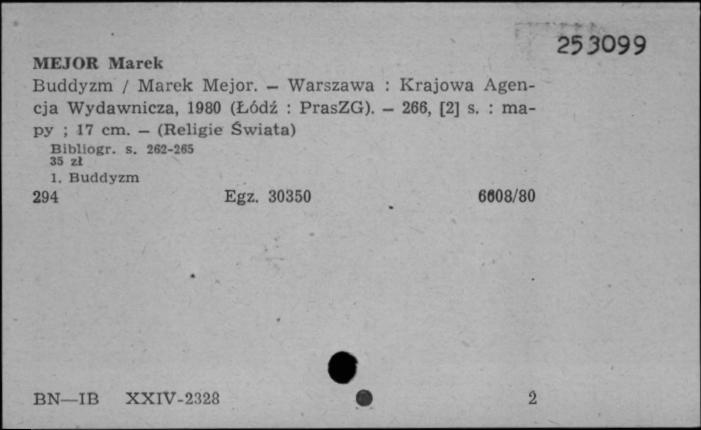 253099
MEJOR Marek
Buddyzm / Marek Mejor. — Warszawa : Krajowa Agen-
cja Wydawnicza, 1980 (Łódź : PrasZG). — 266, [2] s. : ma-
py ; 17 cm. — (Religie Świata)
Bibliogr. s. 262-265
35 zł
1. Buddyzm
294 Egz. 30350 6608/80
BN—IB XXIV-2328 2